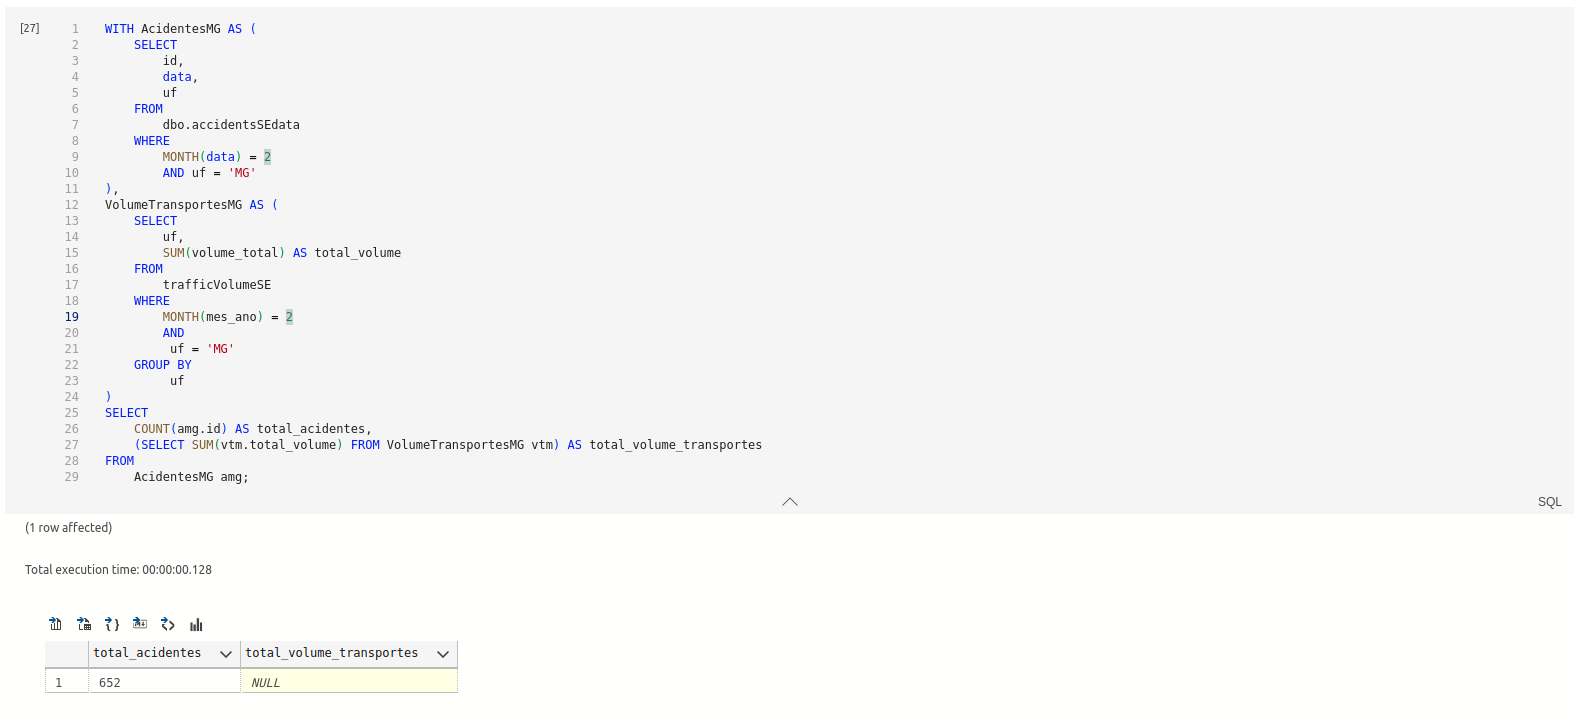 [27]
1 WITH AcidentesMG AS (
2 SELECT
3 id,
4 data,
5 uf
6 FROM
7 dbo.accidentsSEdata
8 WHERE
9 MONTH(data) = 2
10 AND uf = 'MG'
11 ),
12 VolumeTransportesMG AS (
13 SELECT
14 uf,
15 SUM(volume_total) AS total_volume
16 FROM
17 trafficVolumeSE
18 WHERE
19 MONTH(mes_ano) = 2
20 AND
21 uf = 'MG'
22 GROUP BY
23 uf
24 )
25 SELECT
26 COUNT(amg.id) AS total_acidentes,
27 (SELECT SUM(vtm.total_volume) FROM VolumeTransportesMG vtm) AS total_volume_transportes
28 FROM
29 AcidentesMG amg;
SQL
(1 row affected)
Total execution time: 00:00:00.128
total_acidentes total_volume_transportes
1 652 NULL